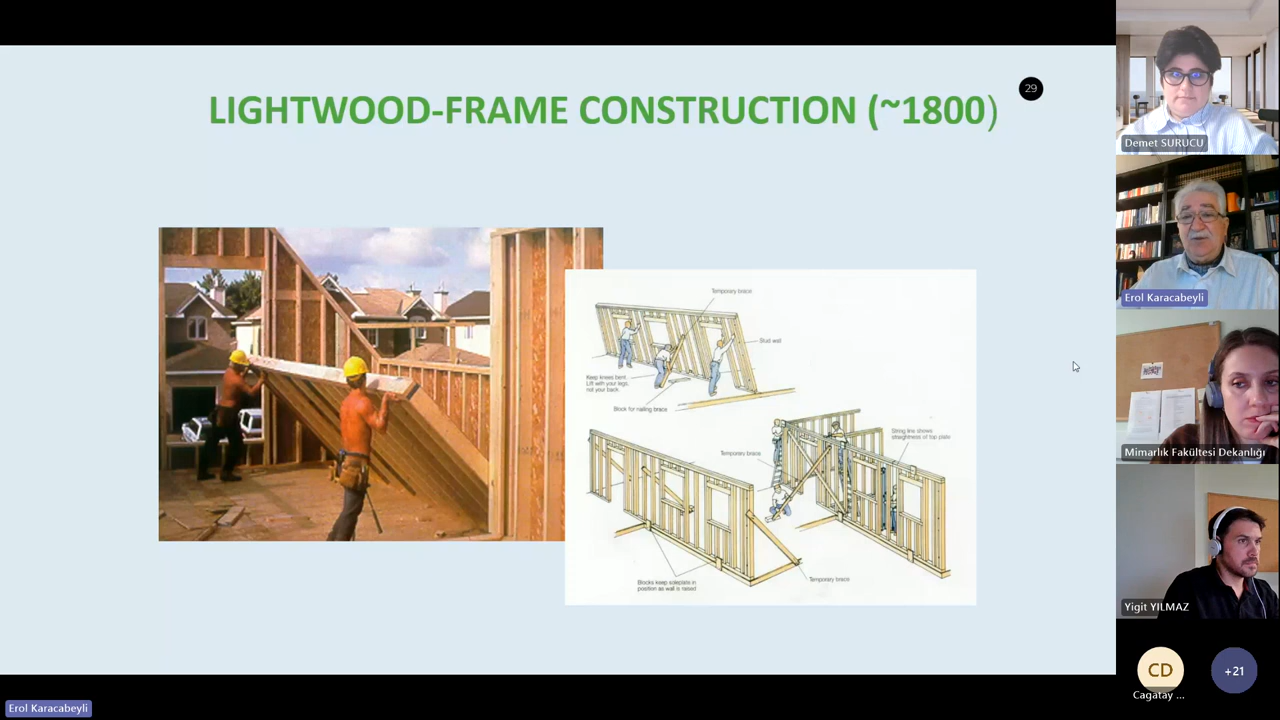 LIGHTWOOD-FRAME CONSTRUCTION (~1800)
29
Temporary brace
Stud wall
Keep knees bent.
Lift with your legs,
not your back.
Block for nailing brace
String line shows
straightness of top plate
Temporary brace
Blocks keep soleplate in
position as wall is raised
Temporary brace
Demet SURUCU
Erol Karacabeyli
Mimarlık Fakültesi Dekanlığı
Yigit YILMAZ
CD
+21
Cagatay ...
Erol Karacabeyli